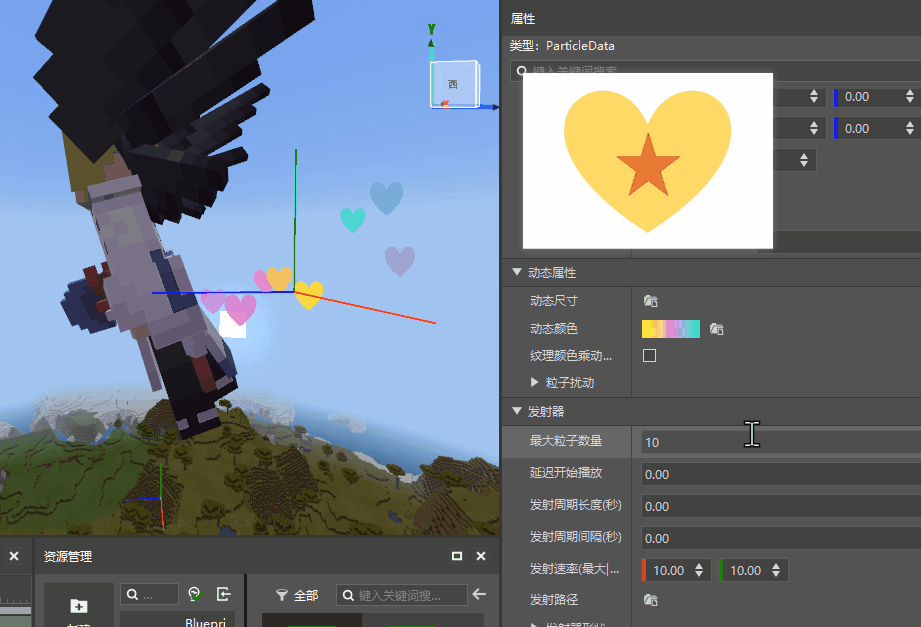 属性
类型：ParticleData
键入关键词搜索
Y
西
0.00
0.00
动态属性
动态尺寸
动态颜色
纹理颜色乘动...
粒子扰动
发射器
最大粒子数量
10
延迟开始播放
0.00
发射周期长度(秒)
0.00
发射周期间隔(秒)
0.00
发射速率(最大|...
10.00
10.00
发射路径
资源管理
...
全部
键入关键词搜...
Bluepri